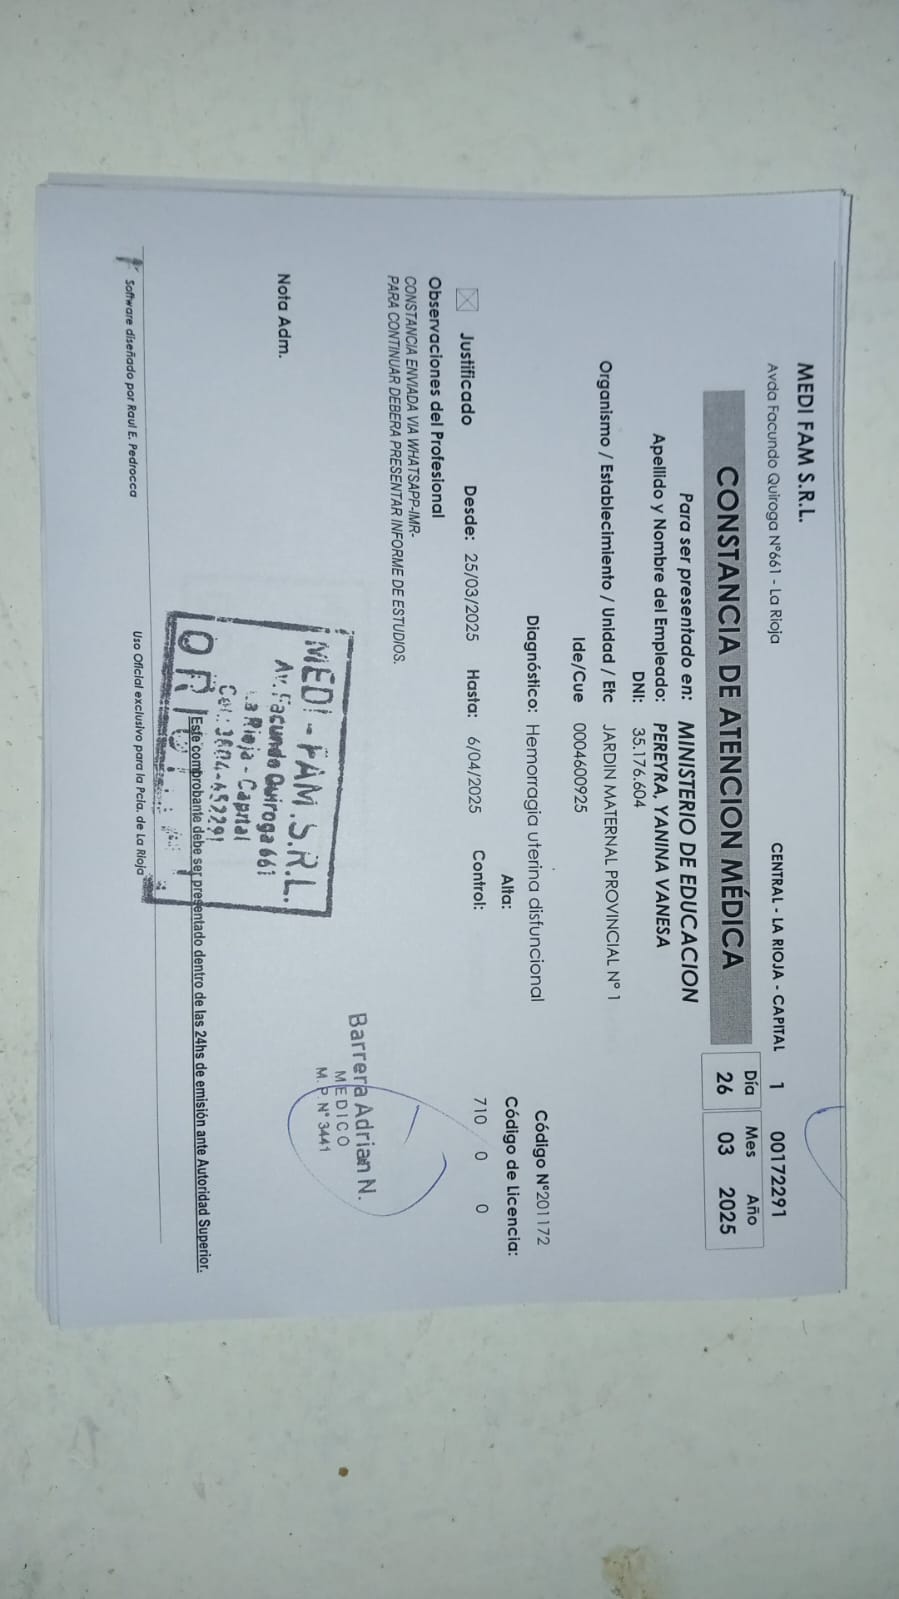 MEDI FAM S.R.L.
Avda Facundo Quiroga N°661 - La Rioja
CENTRAL - LA RIOJA - CAPITAL 1 00172291
CONSTANCIA DE ATENCION MÉDICA
Día Mes Año
26 03 2025
Para ser presentado en: MINISTERIO DE EDUCACION
Apellido y Nombre del Empleado: PEREYRA, YANINA VANESA
DNI: 35.176.604
Organismo / Establecimiento / Unidad / Etc JARDIN MATERNAL PROVINCIAL N° 1
Ide/Cue 0004600925
Código N°201172
Diagnóstico: Hemorragia uterina disfuncional
Alta: Código de Licencia:
Justificado Desde: 25/03/2025 Hasta: 6/04/2025 Control: 710 0 0
Observaciones del Profesional
CONSTANCIA ENVIADA VIA WHATSAPP-IMR-
PARA CONTINUAR DEBERA PRESENTAR INFORME DE ESTUDIOS.
Barrera Adrian N.
MEDICO
M.P. N° 3441
MEDI - FAM .S.R.L.
Av. Facundo Quiroga 661
La Rioja - Capital
Nota Adm.
Este comprobante debe ser presentado dentro de las 24hs de emisión ante Autoridad Superior.
Software diseñado por Raul E. Pedrocca
Uso Oficial exclusivo para la Pcia, de La Rioja